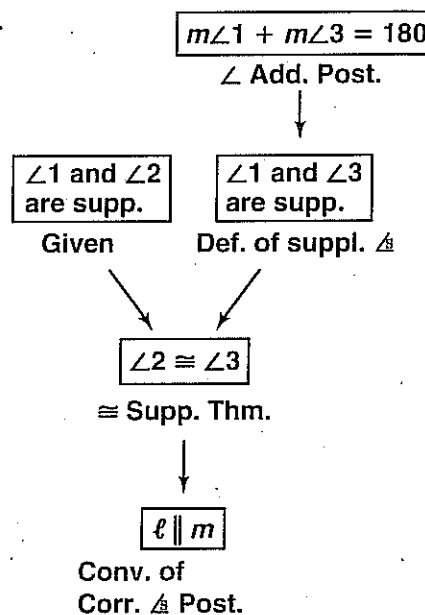 m∠1 + m∠3 = 180
∠ Add. Post.
∠1 and ∠2
are supp.
∠1 and ∠3
are supp.
Given
Def. of suppl. ⦞
∠2 ≅ ∠3
≅ Supp. Thm.
ℓ ∥ m
Conv. of
Corr. ⦞ Post.